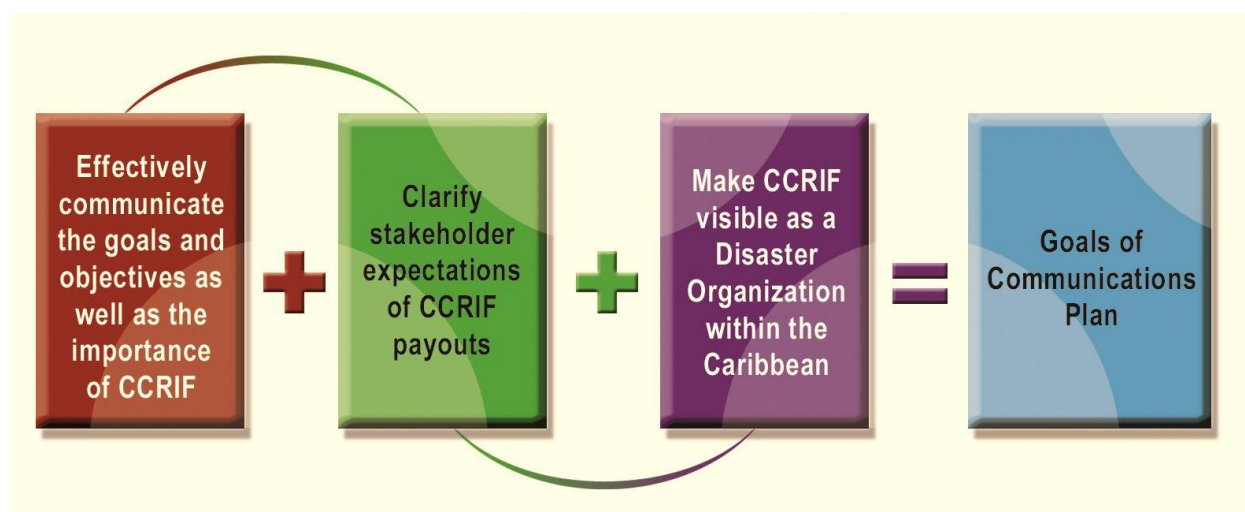 Effectively
communicate
the goals and
objectives as
well as the
importance
of CCRIF
+
Clarify
stakeholder
expectations
of CCRIF
payouts
+
Make CCRIF
visible as a
Disaster
Organization
within the
Caribbean
=
Goals of
Communications
Plan